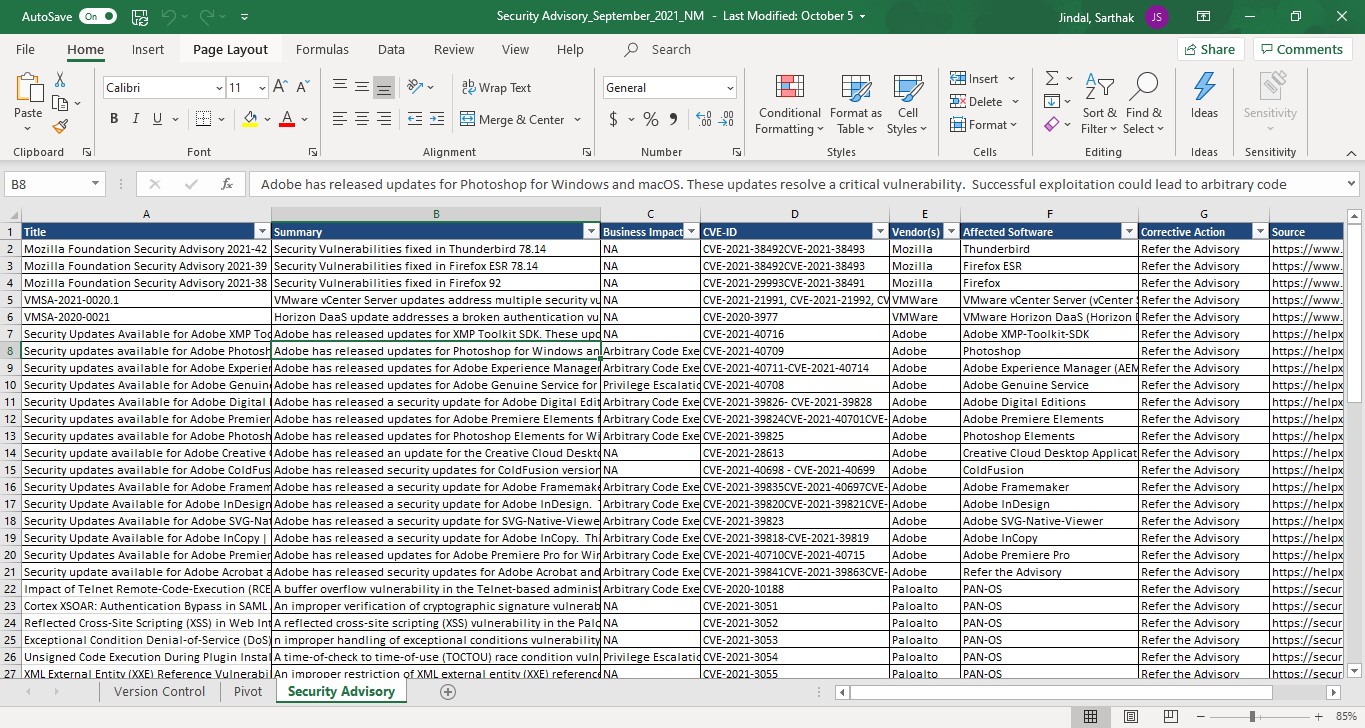 AutoSave On Security Advisory_September_2021_NM - Last Modified: October 5 Jindal, Sarthak JS
File Home Insert Page Layout Formulas Data Review View Help Search Share Comments
Calibri 11 Wrap Text General Insert Σ
Paste B I U A Merge & Center $ % Conditional Formatting Format as Table Cell Styles Delete Format Sort & Filter Find & Select Ideas Sensitivity
Clipboard Font Alignment Number Styles Cells Editing Ideas Sensitivity
B8 fx Adobe has released updates for Photoshop for Windows and macOS. These updates resolve a critical vulnerability. Successful exploitation could lead to arbitrary code
A B C D E F G
1 Title Summary Business Impact CVE-ID Vendor(s) Affected Software Corrective Action Source
2 Mozilla Foundation Security Advisory 2021-42 Security Vulnerabilities fixed in Thunderbird 78.14 NA CVE-2021-38492CVE-2021-38493 Mozilla Thunderbird Refer the Advisory https://www.
3 Mozilla Foundation Security Advisory 2021-39 Security Vulnerabilities fixed in Firefox ESR 78.14 NA CVE-2021-38492CVE-2021-38493 Mozilla Firefox ESR Refer the Advisory https://www.
4 Mozilla Foundation Security Advisory 2021-38 Security Vulnerabilities fixed in Firefox 92 NA CVE-2021-29993CVE-2021-38491 Mozilla Firefox Refer the Advisory https://www.
5 VMSA-2021-0020.1 VMware vCenter Server updates address multiple security vu NA CVE-2021-21991, CVE-2021-21992, CV VMWare VMware vCenter Server (vCenter S Refer the Advisory https://www.
6 VMSA-2020-0021 Horizon DaaS update addresses a broken authentication vu NA CVE-2020-3977 VMWare VMware Horizon DaaS (Horizon D Refer the Advisory https://www.
7 Security Updates Available for Adobe XMP Too Adobe has released updates for XMP Toolkit SDK. These upd NA CVE-2021-40716 Adobe Adobe XMP-Toolkit-SDK Refer the Advisory https://helpx
8 Security updates available for Adobe Photosh Adobe has released updates for Photoshop for Windows an Arbitrary Code Exe CVE-2021-40709 Adobe Photoshop Refer the Advisory https://helpx
9 Security updates available for Adobe Experier Adobe has released updates for Adobe Experience Manager Arbitrary Code Exe CVE-2021-40711-CVE-2021-40714 Adobe Adobe Experience Manager (AEM Refer the Advisory https://helpx
10 Security Updates Available for Adobe Genuin Adobe has released updates for Adobe Genuine Service for Privilege Escalatio CVE-2021-40708 Adobe Adobe Genuine Service Refer the Advisory https://helpx
11 Security Updates Available for Adobe Digital Adobe has released a security update for Adobe Digital Edit Arbitrary Code Exe CVE-2021-39826- CVE-2021-39828 Adobe Adobe Digital Editions Refer the Advisory https://helpx
12 Security updates available for Adobe Premier Adobe has released updates for Adobe Premiere Elements f Arbitrary Code Exe CVE-2021-39824CVE-2021-40701CVE- Adobe Adobe Premiere Elements Refer the Advisory https://helpx
13 Security updates available for Adobe Photosh Adobe has released updates for Photoshop Elements for Wi Arbitrary Code Exe CVE-2021-39825 Adobe Photoshop Elements Refer the Advisory https://helpx
14 Security update available for Adobe Creative Adobe has released an update for the Creative Cloud Deskto NA CVE-2021-28613 Adobe Creative Cloud Desktop Applicat Refer the Advisory https://helpx
15 Security updates available for Adobe ColdFus Adobe has released security updates for ColdFusion version NA CVE-2021-40698 - CVE-2021-40699 Adobe ColdFusion Refer the Advisory https://helpx
16 Security Updates Available for Adobe Framem Adobe has released a security update for Adobe Framemake Arbitrary Code Exe CVE-2021-39835CVE-2021-40697CVE- Adobe Adobe Framemaker Refer the Advisory https://helpx
17 Security Update Available for Adobe InDesign Adobe has released a security update for Adobe InDesign. Arbitrary Code Exe CVE-2021-39820CVE-2021-39821CVE- Adobe Adobe InDesign Refer the Advisory https://helpx
18 Security Updates Available for Adobe SVG-Nat Adobe has released a security update for SVG-Native-Viewe Arbitrary Code Exe CVE-2021-39823 Adobe Adobe SVG-Native-Viewer Refer the Advisory https://helpx
19 Security Update Available for Adobe InCopy | Adobe has released a security update for Adobe InCopy. Thi Arbitrary Code Exe CVE-2021-39818-CVE-2021-39819 Adobe Adobe InCopy Refer the Advisory https://helpx
20 Security Updates Available for Adobe Premier Adobe has released updates for Adobe Premiere Pro for Win Arbitrary Code Exe CVE-2021-40710CVE-2021-40715 Adobe Adobe Premiere Pro Refer the Advisory https://helpx
21 Security update available for Adobe Acrobat a Adobe has released security updates for Adobe Acrobat and Arbitrary Code Exe CVE-2021-39841CVE-2021-39863CVE- Adobe Refer the Advisory Refer the Advisory https://helpx
22 Impact of Telnet Remote-Code-Execution (RCE A buffer overflow vulnerability in the Telnet-based administ Arbitrary Code Exe CVE-2020-10188 Paloalto PAN-OS Refer the Advisory https://secur
23 Cortex XSOAR: Authentication Bypass in SAML An improper verification of cryptographic signature vulnerab NA CVE-2021-3051 Paloalto PAN-OS Refer the Advisory https://secur
24 Reflected Cross-Site Scripting (XSS) in Web Int A reflected cross-site scripting (XSS) vulnerability in the Palo NA CVE-2021-3052 Paloalto PAN-OS Refer the Advisory https://secur
25 Exceptional Condition Denial-of-Service (DoS) n improper handling of exceptional conditions vulnerability NA CVE-2021-3053 Paloalto PAN-OS Refer the Advisory https://secur
26 Unsigned Code Execution During Plugin Instal A time-of-check to time-of-use (TOCTOU) race condition vuln Privilege Escalatio CVE-2021-3054 Paloalto PAN-OS Refer the Advisory https://secur
27 XML External Entity (XXE) Reference Vulnerabi An improper restriction of XML external entity (XXE) reference NA CVE-2021-3055 Paloalto PAN-OS Refer the Advisory https://secur
Version Control Pivot Security Advisory
85%